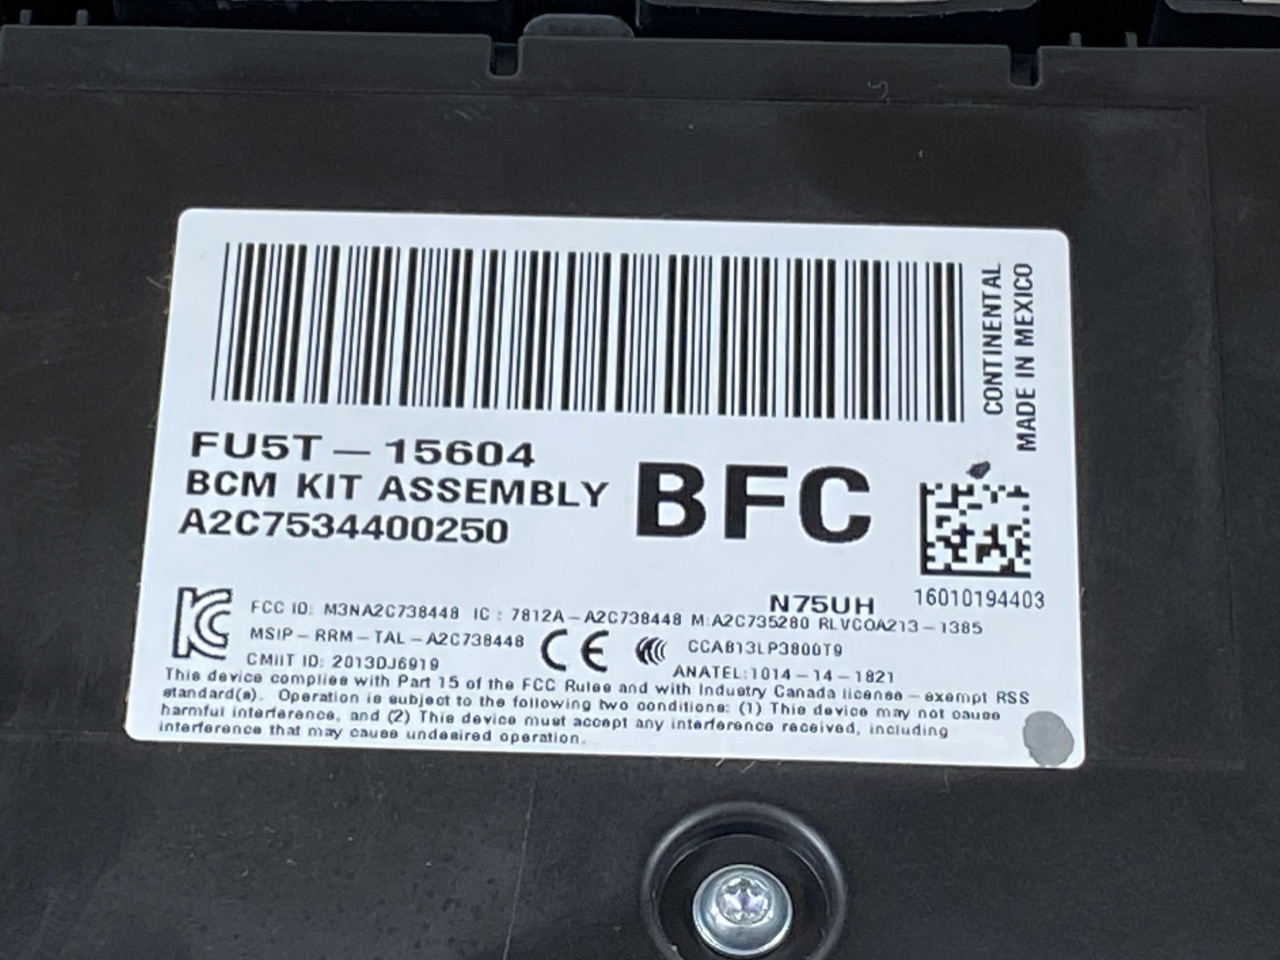 CONTINENTAL
MADE IN MEXICO
FU5T-15604
BCM KIT ASSEMBLY
A2C7534400250
BFC
N75UH
16010194403
FCC ID: M3NA2C738448 IC: 7812A-A2C738448 M:A2C735280 RLVCOA213-1385
MSIP-RRM-TAL-A2C738448
CE
CCAB13LP3800T9
CMIIT ID: 2013DJ6919
ANATEL:1014-14-1821
This device complies with Part 15 of the FCC Rules and with Industry Canada license-exempt RSS
standard(s). Operation is subject to the following two conditions: (1) This device may not cause
harmful interference, and (2) This device must accept any interference received, including
interference that may cause undesired operation.